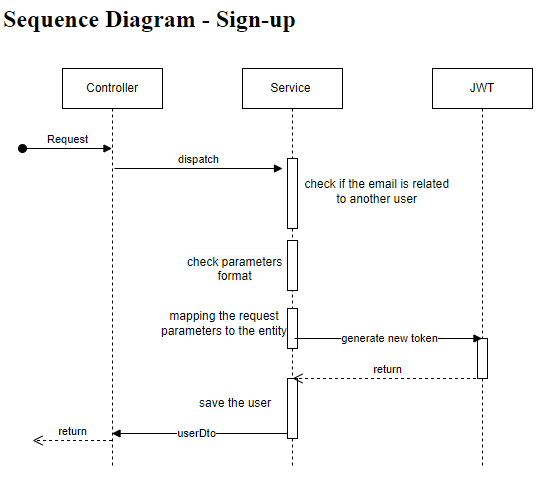 Sequence Diagram - Sign-up
Controller
Service
JWT
Request
dispatch
check if the email is related
to another user
check parameters
format
mapping the request
parameters to the entity
generate new token
return
save the user
userDto
return